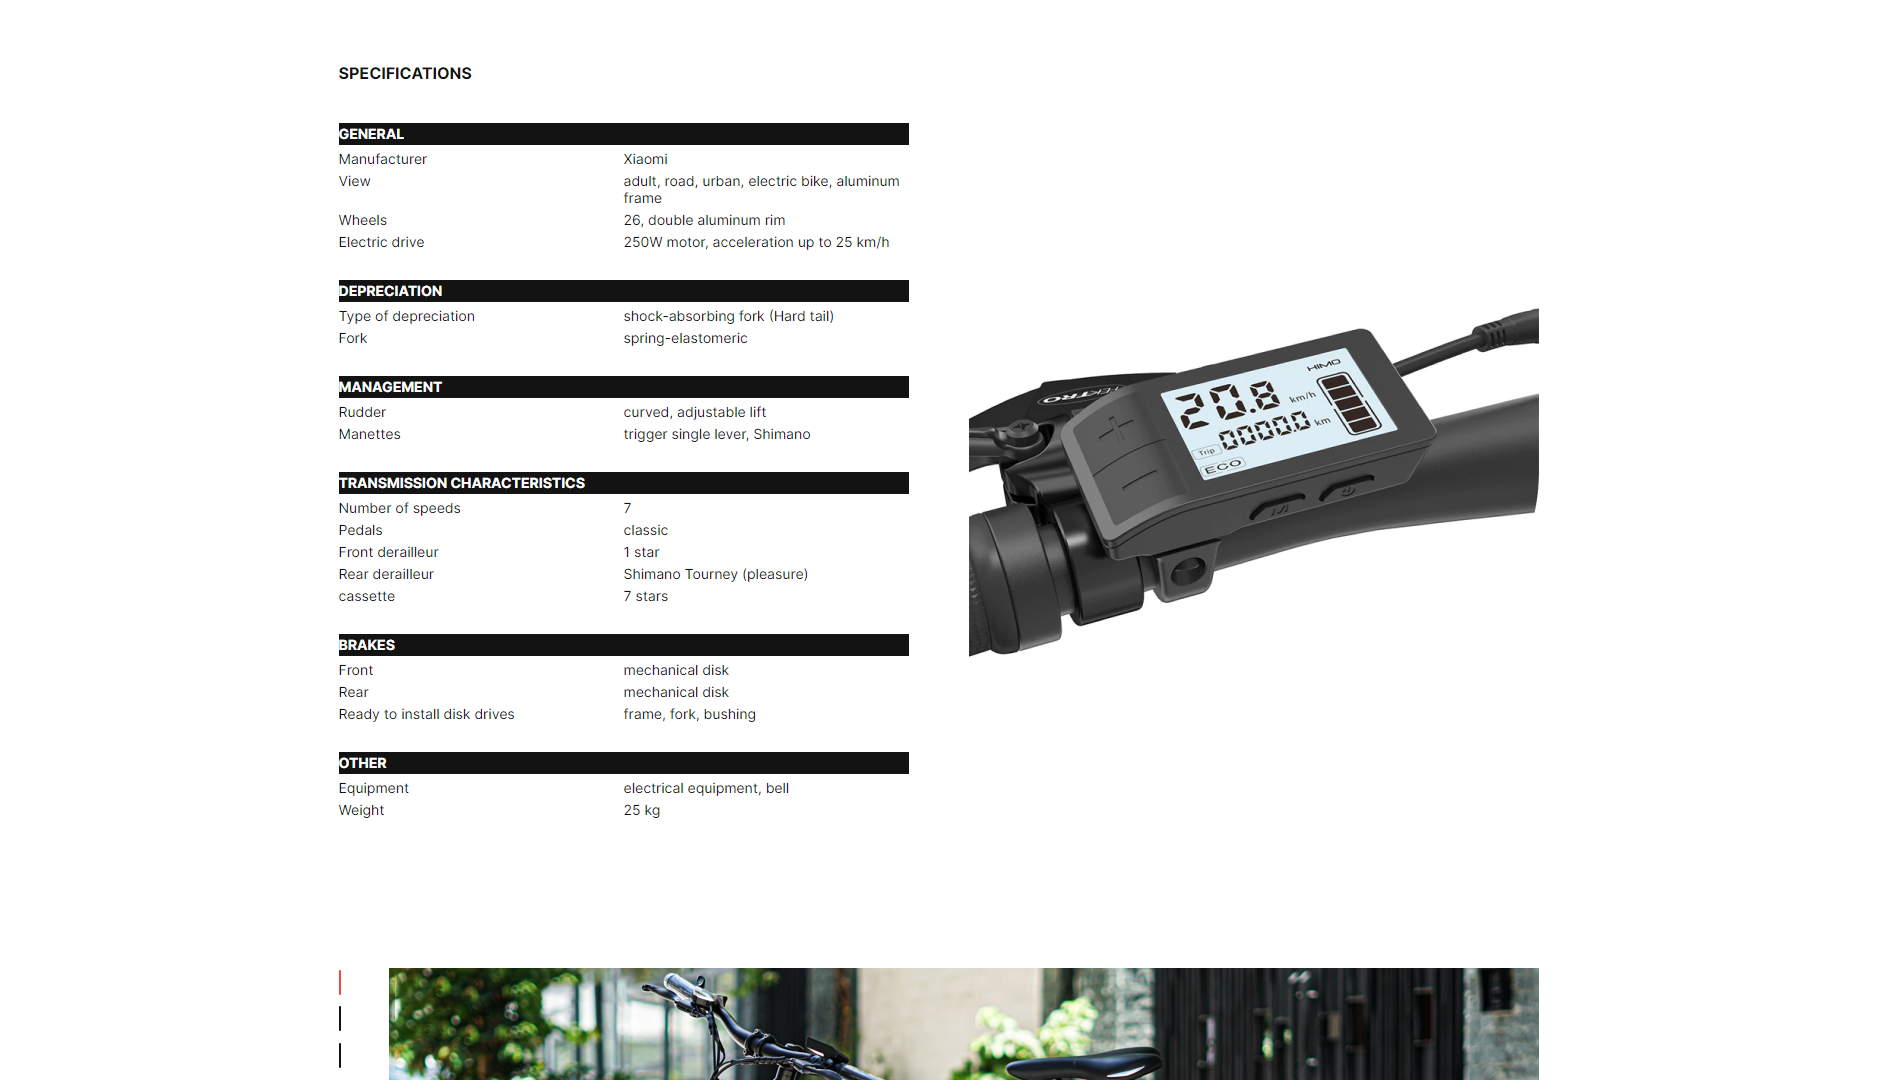 SPECIFICATIONS
GENERAL
Manufacturer Xiaomi
View adult, road, urban, electric bike, aluminum
frame
Wheels 26, double aluminum rim
Electric drive 250W motor, acceleration up to 25 km/h
DEPRECIATION
Type of depreciation shock-absorbing fork (Hard tail)
Fork spring-elastomeric
MANAGEMENT
Rudder curved, adjustable lift
Manettes trigger single lever, Shimano
TRANSMISSION CHARACTERISTICS
Number of speeds 7
Pedals classic
Front derailleur 1 star
Rear derailleur Shimano Tourney (pleasure)
cassette 7 stars
BRAKES
Front mechanical disk
Rear mechanical disk
Ready to install disk drives frame, fork, bushing
OTHER
Equipment electrical equipment, bell
Weight 25 kg
TEKTRO
HIMO
20.8 km/h
Trip 0000.0 km
ECO
M